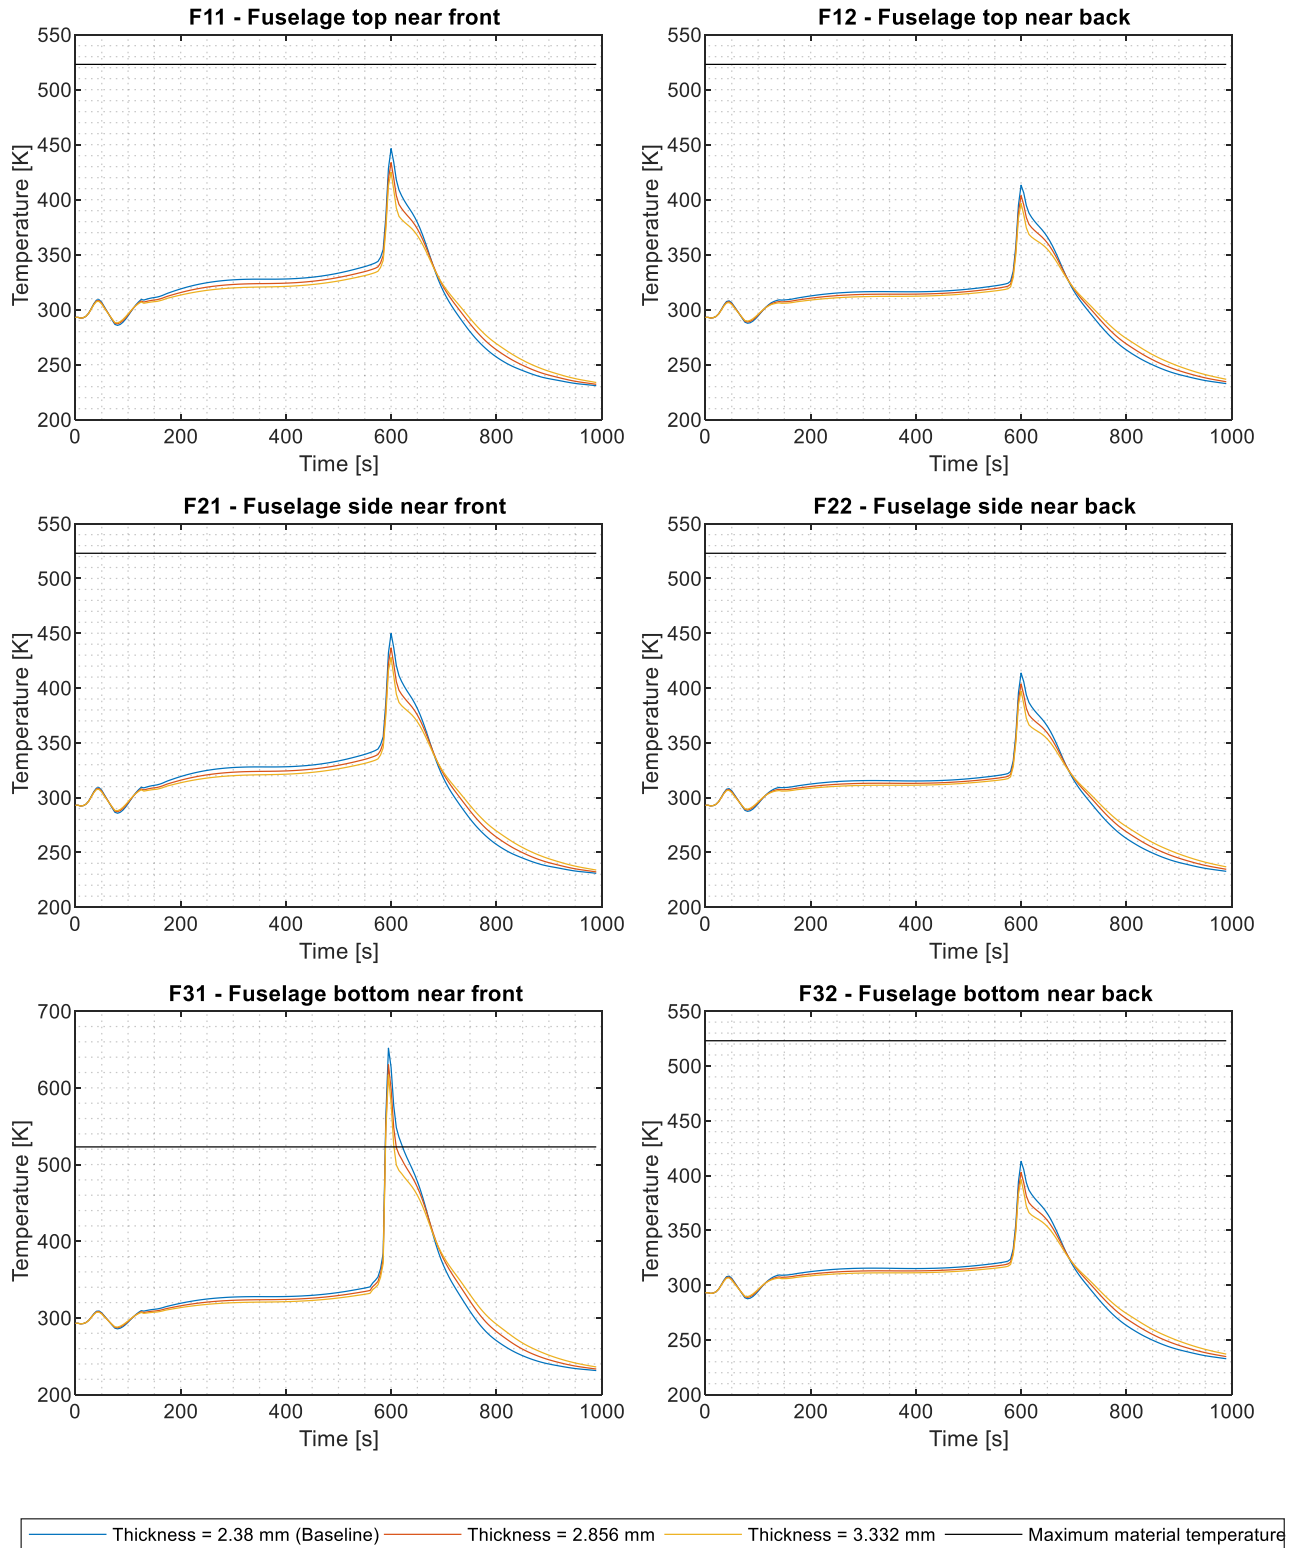 F11 - Fuselage top near front
550
500
450
400
350
300
250
200
Temperature [K]
0 200 400 600 800 1000
Time [s]
F12 - Fuselage top near back
550
500
450
400
350
300
250
200
Temperature [K]
0 200 400 600 800 1000
Time [s]
F21 - Fuselage side near front
550
500
450
400
350
300
250
200
Temperature [K]
0 200 400 600 800 1000
Time [s]
F22 - Fuselage side near back
550
500
450
400
350
300
250
200
Temperature [K]
0 200 400 600 800 1000
Time [s]
F31 - Fuselage bottom near front
700
600
500
400
300
200
Temperature [K]
0 200 400 600 800 1000
Time [s]
F32 - Fuselage bottom near back
550
500
450
400
350
300
250
200
Temperature [K]
0 200 400 600 800 1000
Time [s]
Thickness = 2.38 mm (Baseline) Thickness = 2.856 mm Thickness = 3.332 mm Maximum material temperature